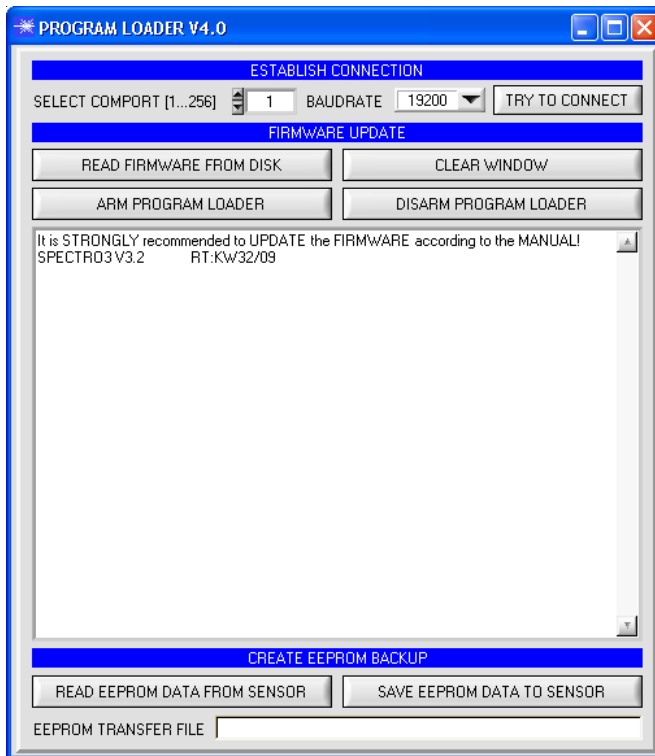 PROGRAM LOADER V4.0
ESTABLISH CONNECTION
SELECT COMPORT [1...256] 1 BAUDRATE 19200 TRY TO CONNECT
FIRMWARE UPDATE
READ FIRMWARE FROM DISK CLEAR WINDOW
ARM PROGRAM LOADER DISARM PROGRAM LOADER
It is STRONGLY recommended to UPDATE the FIRMWARE according to the MANUAL!
SPECTRO3 V3.2 RT:KW32/09
CREATE EEPROM BACKUP
READ EEPROM DATA FROM SENSOR SAVE EEPROM DATA TO SENSOR
EEPROM TRANSFER FILE